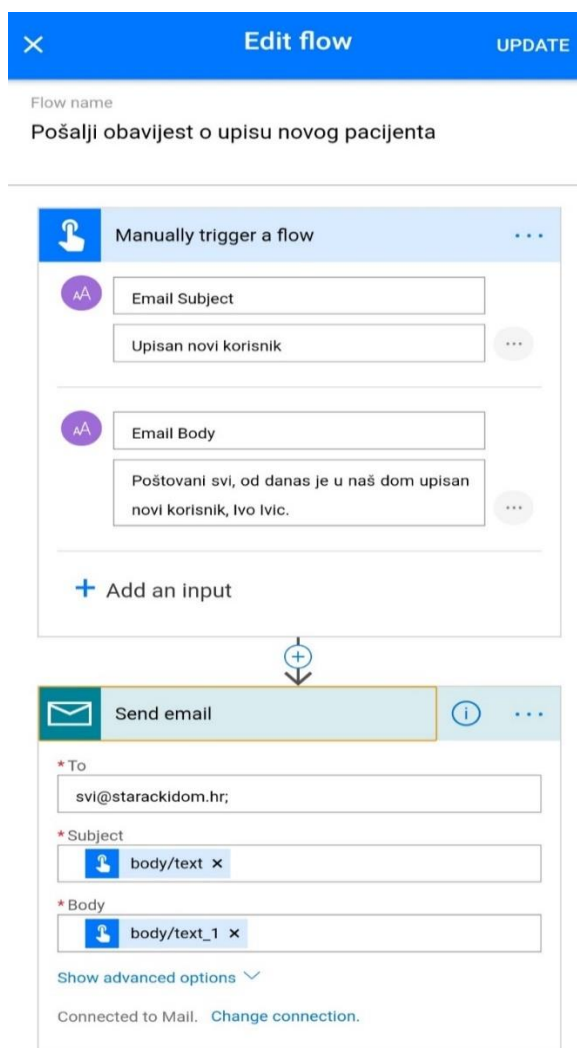 Edit flow
UPDATE
Flow name
Pošalji obavijest o upisu novog pacijenta
Manually trigger a flow
AA
Email Subject
Upisan novi korisnik
AA
Email Body
Poštovani svi, od danas je u naš dom upisan
novi korisnik, Ivo Ivic.
+ Add an input
Send email
* To
svi@starackidom.hr;
* Subject
body/text ×
* Body
body/text_1 ×
Show advanced options
Connected to Mail. Change connection.